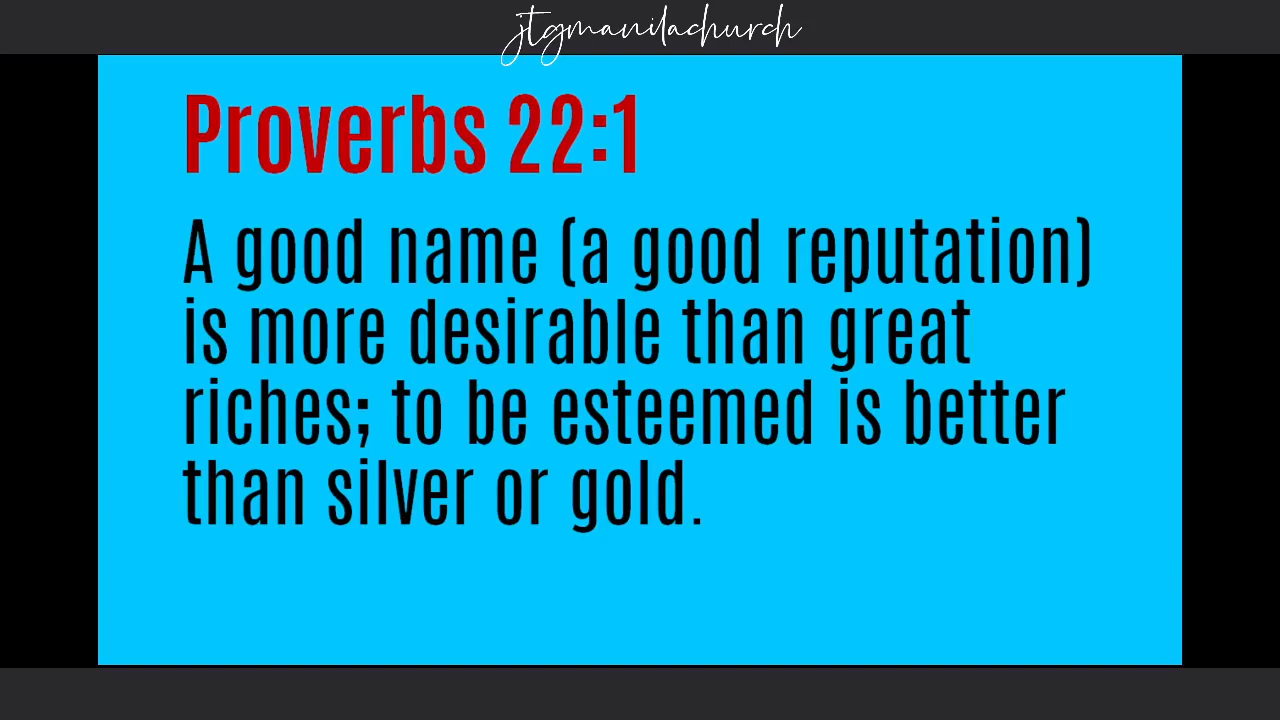 jtgmanilachurch
Proverbs 22:1
A good name (a good reputation)
is more desirable than great
riches; to be esteemed is better
than silver or gold.